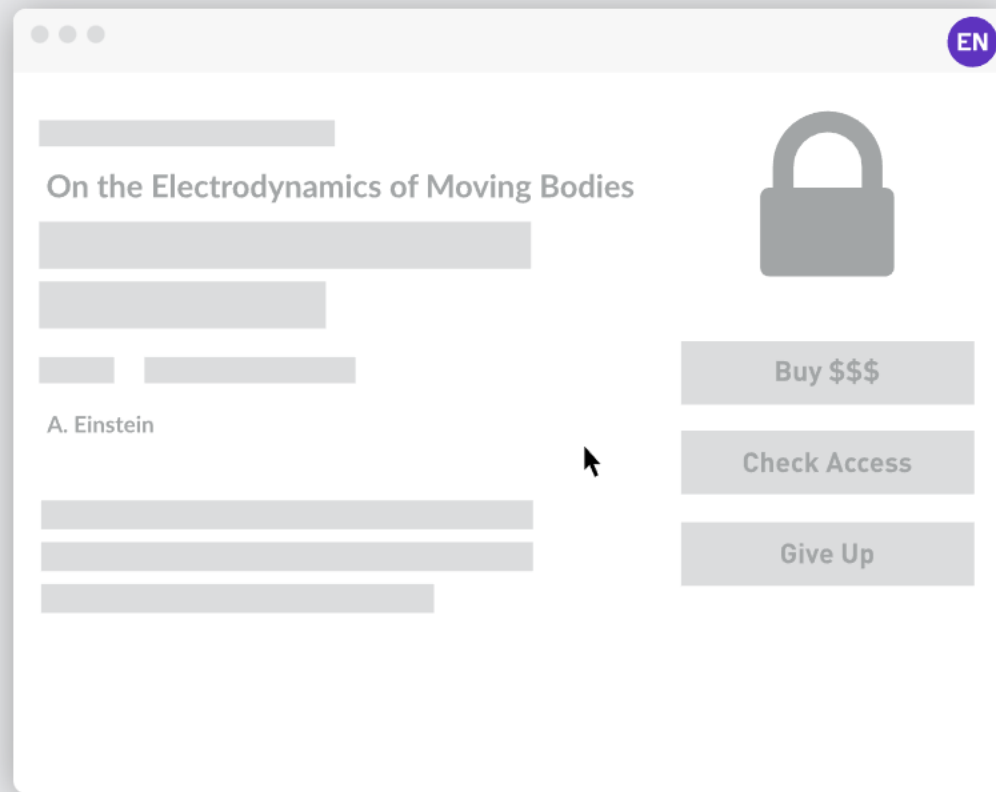 EN
On the Electrodynamics of Moving Bodies
A. Einstein
Buy $$$
Check Access
Give Up